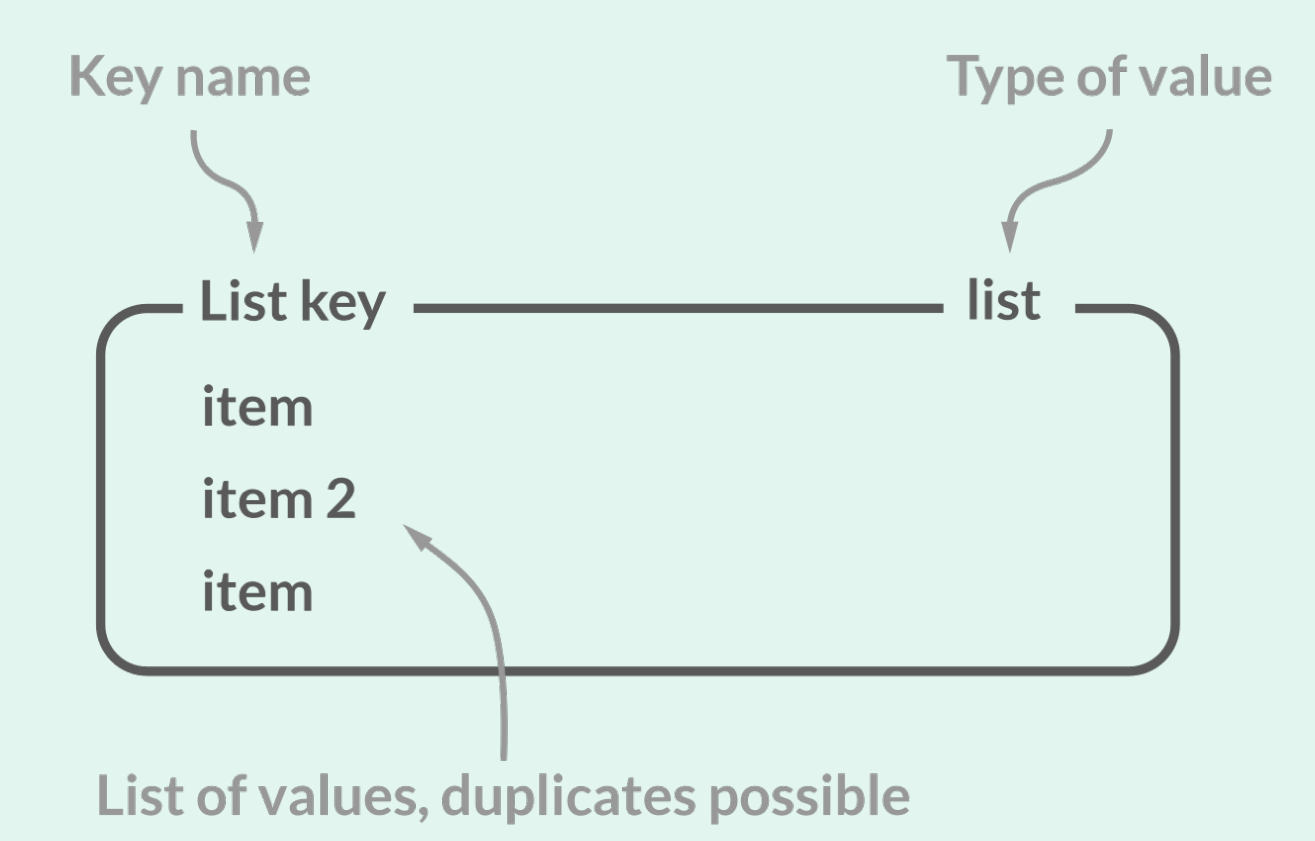 Key name
Type of value
List key
list
item
item 2
item
List of values, duplicates possible